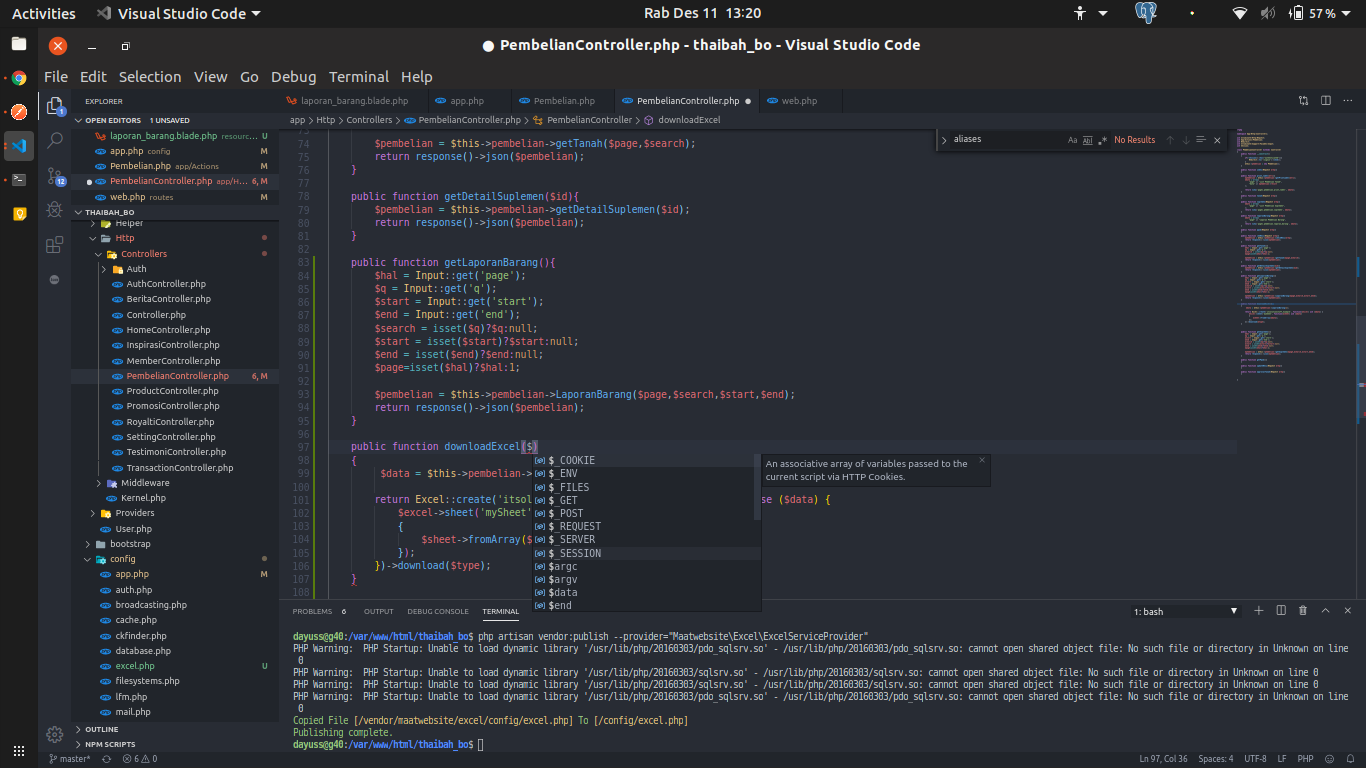 Activities
Visual Studio Code
Rab Des 11 13:20
57 %
● PembelianController.php - thaibah_bo - Visual Studio Code
File Edit Selection View Go Debug Terminal Help
EXPLORER
laporan_barang.blade.php
app.php
Pembelian.php
PembelianController.php ●
web.php
OPEN EDITORS 1 UNSAVED
laporan_barang.blade.php resourc... U
app.php config M
Pembelian.php app/Actions M
● PembelianController.php app/H... 6, M
web.php routes M
THAIBAH_BO
Helper
Http
Controllers
Auth
AuthController.php
BeritaController.php
Controller.php
HomeController.php
InspirasiController.php
MemberController.php
PembelianController.php 6, M
ProductController.php
PromosiController.php
RoyaltiController.php
SettingController.php
TestimoniController.php
TransactionController.php
Middleware
Kernel.php
Providers
User.php
bootstrap
config
app.php M
auth.php
broadcasting.php
cache.php
ckfinder.php
database.php
excel.php U
filesystems.php
lfm.php
mail.php
OUTLINE
NPM SCRIPTS
1
12
app > Http > Controllers > PembelianController.php > PembelianController > downloadExcel
aliases
Aa Abl .* No Results
73
74 $pembelian = $this->pembelian->getTanah($page,$search);
75 return response()->json($pembelian);
76 }
77
78 public function getDetailSuplemen($id){
79 $pembelian = $this->pembelian->getDetailSuplemen($id);
80 return response()->json($pembelian);
81 }
82
83 public function getLaporanBarang(){
84 $hal = Input::get('page');
85 $q = Input::get('q');
86 $start = Input::get('start');
87 $end = Input::get('end');
88 $search = isset($q)?$q:null;
89 $start = isset($start)?$start:null;
90 $end = isset($end)?$end:null;
91 $page=isset($hal)?$hal:1;
92
93 $pembelian = $this->pembelian->LaporanBarang($page,$search,$start,$end);
94 return response()->json($pembelian);
95 }
96
97 public function downloadExcel($)
98 {
99 $data = $this->pembelian->
100
101 return Excel::create('itsol se ($data) {
102 $excel->sheet('mySheet'
103 {
104 $sheet->fromArray($
105 });
106 })->download($type);
107 }
108
$_COOKIE
$_ENV
$_FILES
$_GET
$_POST
$_REQUEST
$_SERVER
$_SESSION
$argc
$argv
$data
$end
An associative array of variables passed to the
current script via HTTP Cookies.
PROBLEMS 6 OUTPUT DEBUG CONSOLE TERMINAL
1: bash
dayuss@g40:/var/www/html/thaibah_bo$ php artisan vendor:publish --provider="Maatwebsite\Excel\ExcelServiceProvider"
PHP Warning: PHP Startup: Unable to load dynamic library '/usr/lib/php/20160303/pdo_sqlsrv.so' - /usr/lib/php/20160303/pdo_sqlsrv.so: cannot open shared object file: No such file or directory in Unknown on line
0
PHP Warning: PHP Startup: Unable to load dynamic library '/usr/lib/php/20160303/sqlsrv.so' - /usr/lib/php/20160303/sqlsrv.so: cannot open shared object file: No such file or directory in Unknown on line 0
PHP Warning: PHP Startup: Unable to load dynamic library '/usr/lib/php/20160303/sqlsrv.so' - /usr/lib/php/20160303/sqlsrv.so: cannot open shared object file: No such file or directory in Unknown on line 0
PHP Warning: PHP Startup: Unable to load dynamic library '/usr/lib/php/20160303/pdo_sqlsrv.so' - /usr/lib/php/20160303/pdo_sqlsrv.so: cannot open shared object file: No such file or directory in Unknown on line
0
Copied File [/vendor/maatwebsite/excel/config/excel.php] To [/config/excel.php]
Publishing complete.
dayuss@g40:/var/www/html/thaibah_bo$
master*
6 0
Ln 97, Col 36 Spaces: 4 UTF-8 LF PHP